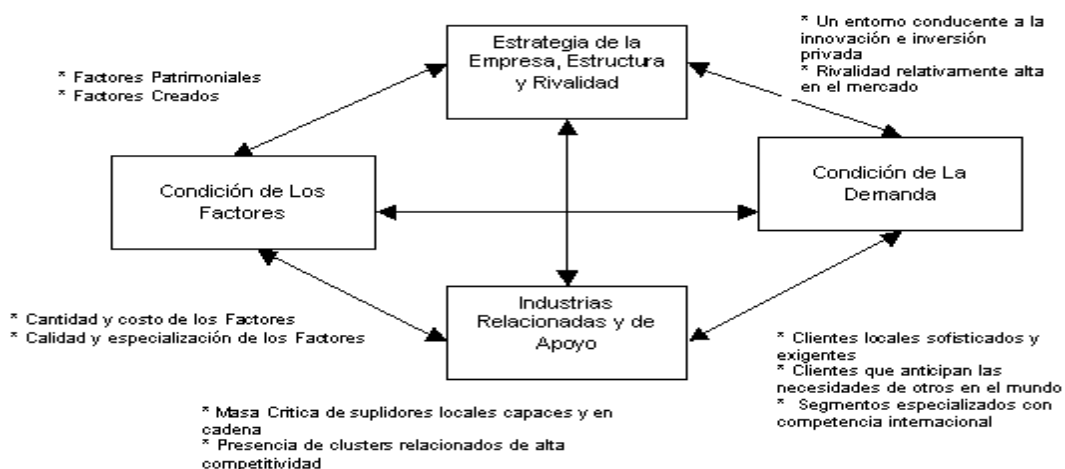 Estrategia de la
Empresa, Estructura
y Rivalidad
* Un entorno conducente a la
innovación e inversión
privada
* Rivalidad relativamente alta
en el mercado
* Factores Patrimoniales
* Factores Creados
Condición de Los
Factores
Condición de La
Demanda
* Cantidad y costo de los Factores
* Calidad y especialización de los Factores
Industrias
Relacionadas y de
Apoyo
* Clientes locales sofisticados y
exigentes
* Clientes que anticipan las
necesidades de otros en el mundo
* Segmentos especializados con
competencia internacional
* Masa Critica de suplidores locales capaces y en
cadena
* Presencia de clusters relacionados de alta
competitividad